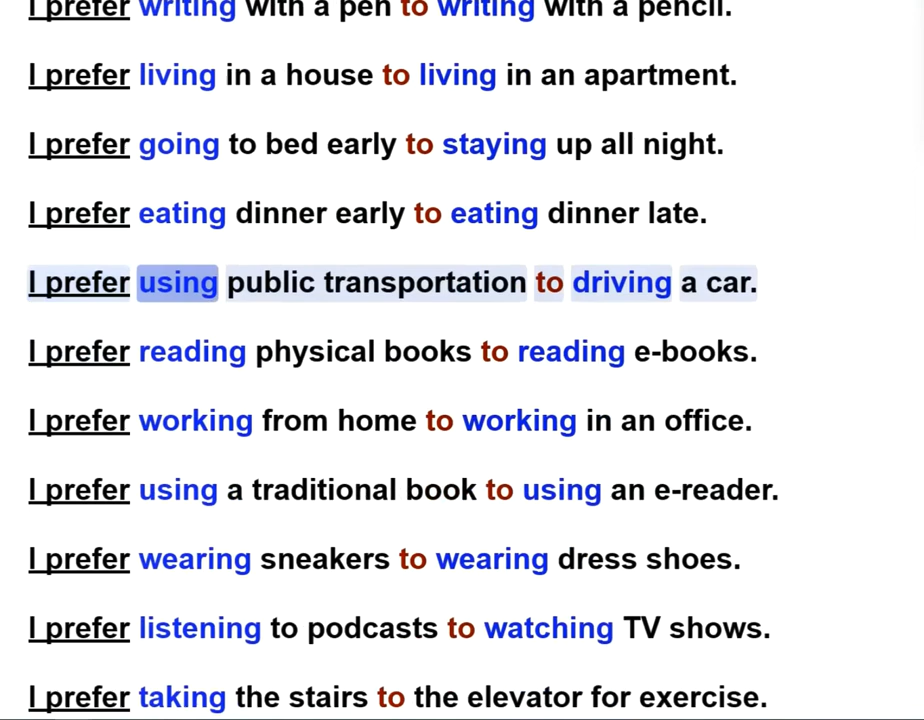 I prefer writing with a pen to writing with a pencil.
I prefer living in a house to living in an apartment.
I prefer going to bed early to staying up all night.
I prefer eating dinner early to eating dinner late.
I prefer using public transportation to driving a car.
I prefer reading physical books to reading e-books.
I prefer working from home to working in an office.
I prefer using a traditional book to using an e-reader.
I prefer wearing sneakers to wearing dress shoes.
I prefer listening to podcasts to watching TV shows.
I prefer taking the stairs to the elevator for exercise.